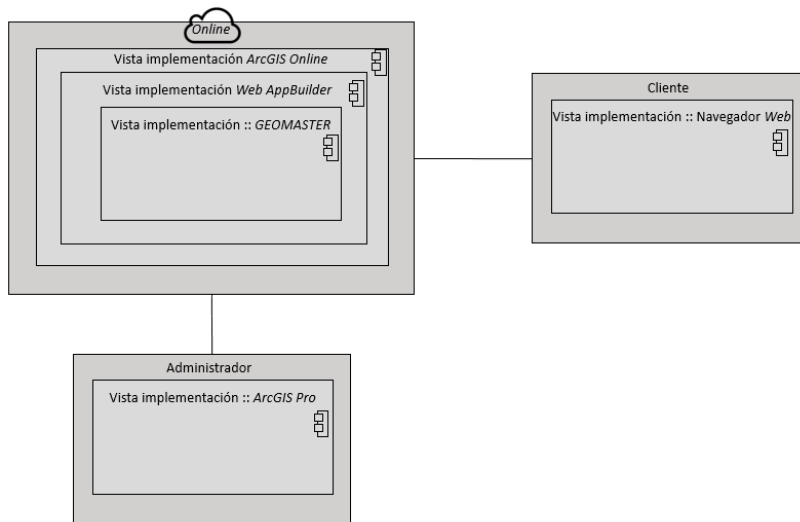 Online
Vista implementación ArcGIS Online
Vista implementación Web AppBuilder
Vista implementación :: GEOMASTER
Cliente
Vista implementación :: Navegador Web
Administrador
Vista implementación :: ArcGIS Pro